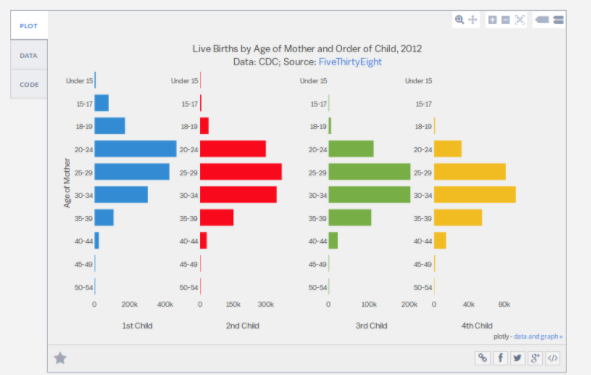 PLOT
DATA
CODE
Live Births by Age of Mother and Order of Child, 2012
Data: CDC; Source: FiveThirtyEight
Age of Mother
Under 15 Under 15 Under 15 Under 15
15-17 15-17 15-17 15-17
18-19 18-19 18-19 18-19
20-24 20-24 20-24 20-24
25-29 25-29 25-29 25-29
30-34 30-34 30-34 30-34
35-39 35-39 35-39 35-39
40-44 40-44 40-44 40-44
45-49 45-49 45-49 45-49
50-54 50-54 50-54 50-54
0 200k 400k 0 150k 300k 0 100k 200k 0 40k 80k
1st Child 2nd Child 3rd Child 4th Child
plotly - data and graph »